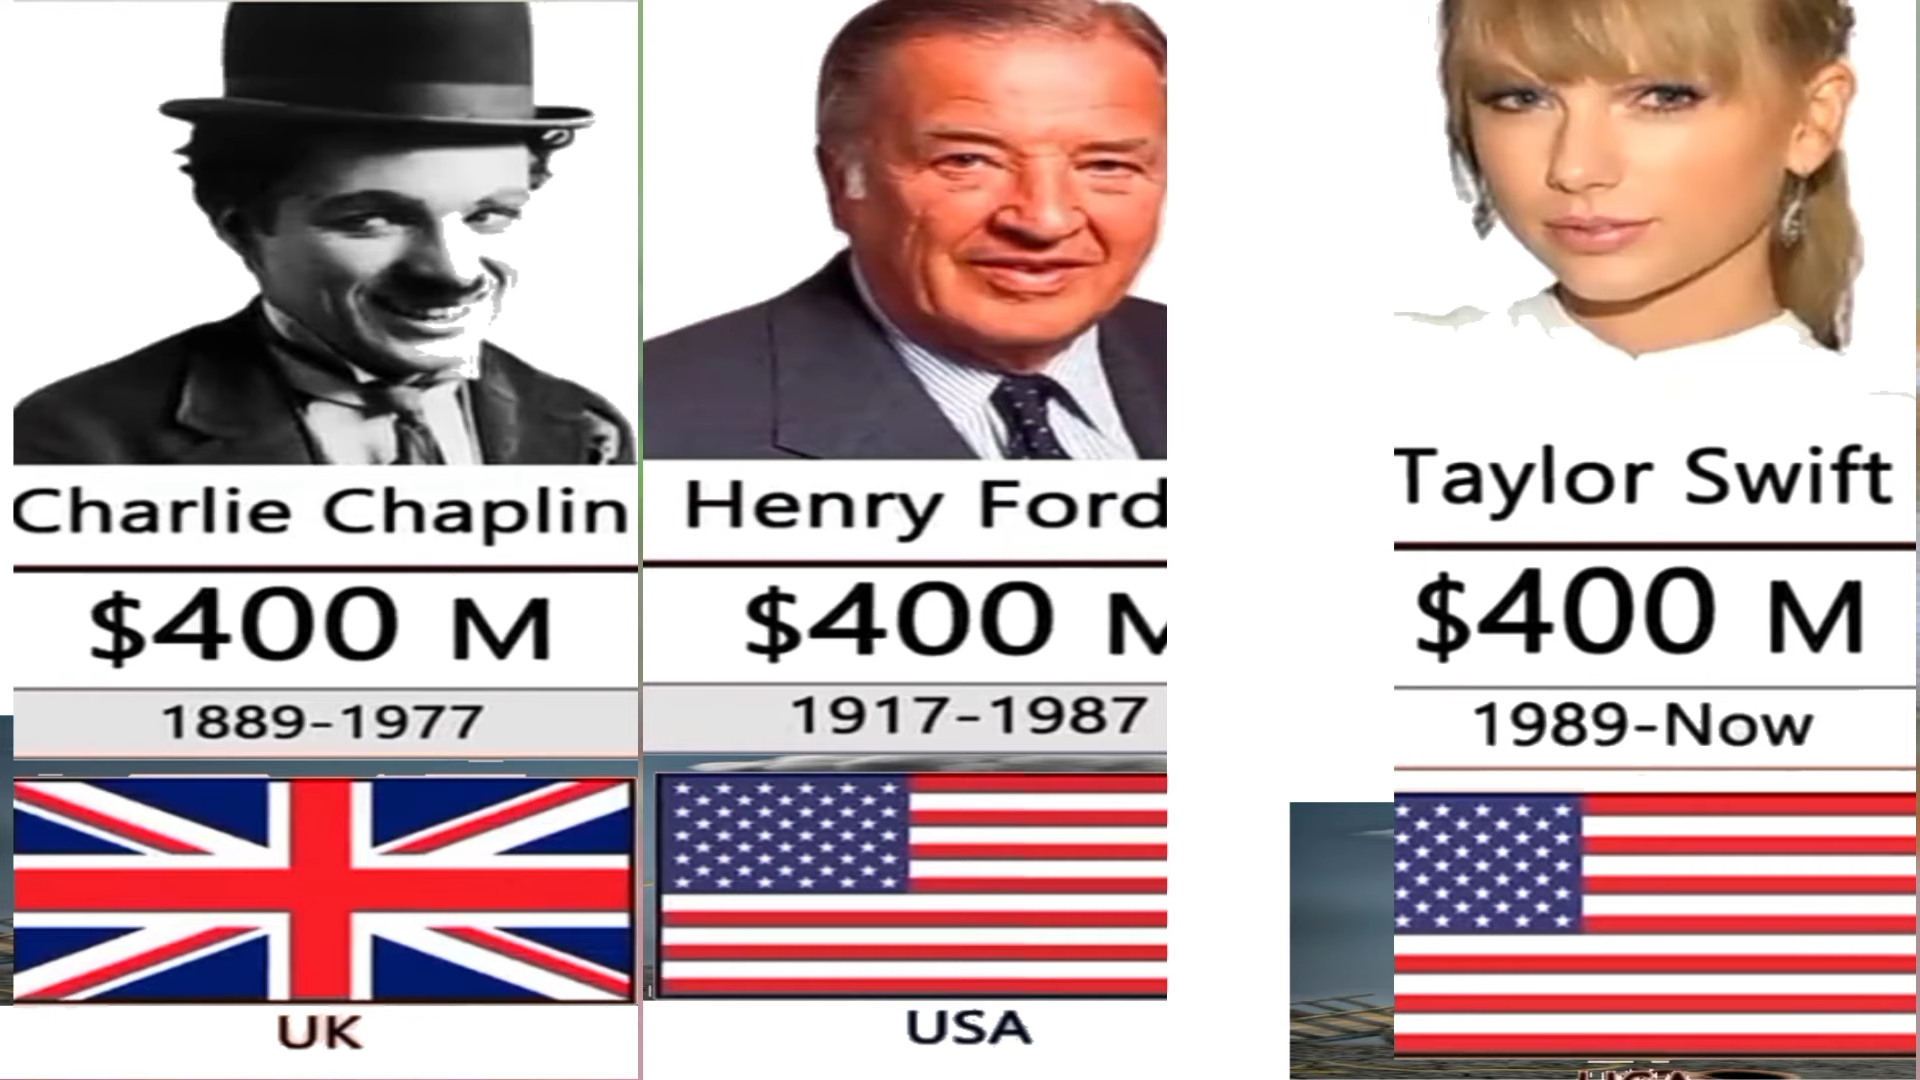 Charlie Chaplin
$400 M
1889-1977
UK
Henry Ford
$400 M
1917-1987
USA
Taylor Swift
$400 M
1989-Now